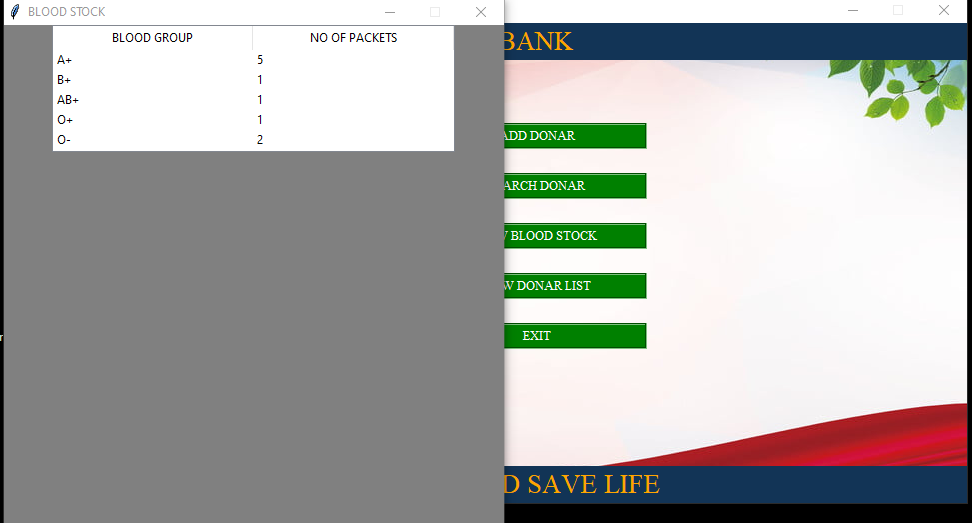 BLOOD STOCK
BLOOD GROUP NO OF PACKETS
A+ 5
B+ 1
AB+ 1
O+ 1
O- 2
BANK
ADD DONAR
ARCH DONAR
BLOOD STOCK
W DONAR LIST
EXIT
D SAVE LIFE